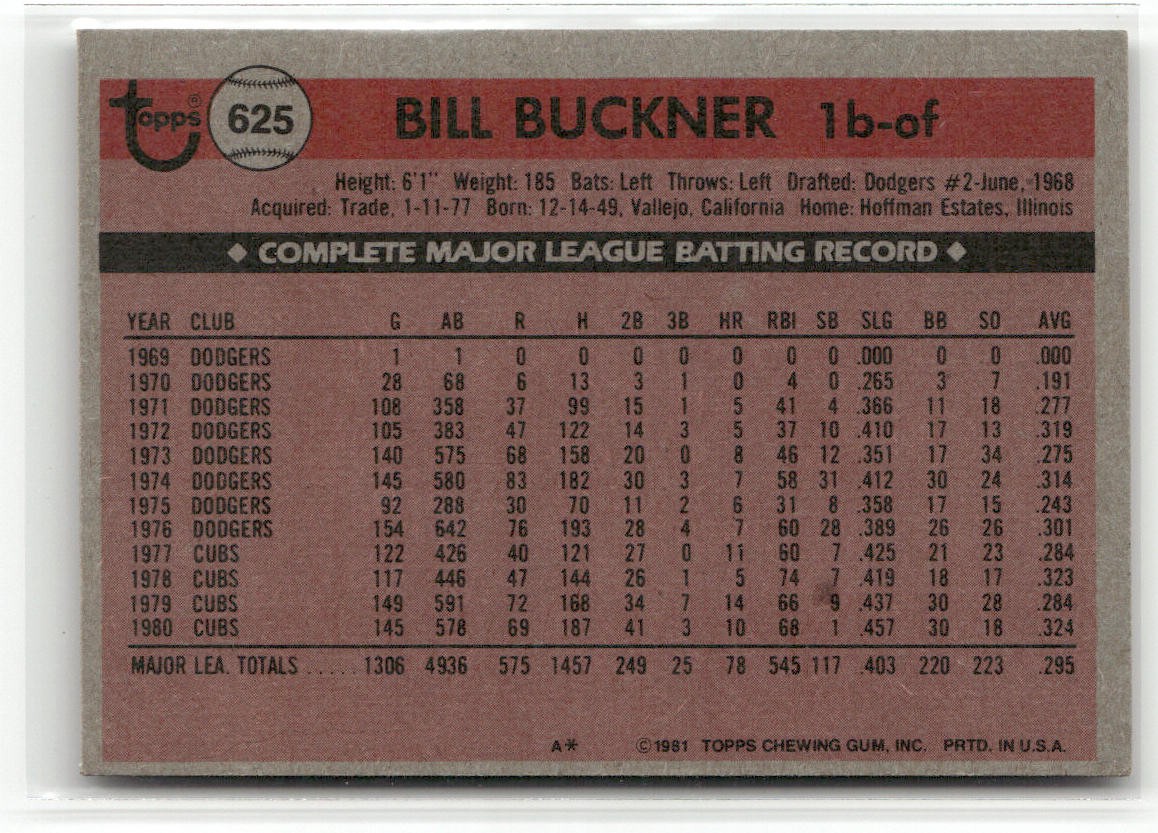 topps® 625 BILL BUCKNER 1b-of
Height: 6'1" Weight: 185 Bats: Left Throws: Left Drafted: Dodgers #2-June, 1968
Acquired: Trade, 1-11-77 Born: 12-14-49, Vallejo, California Home: Hoffman Estates, Illinois
◆ COMPLETE MAJOR LEAGUE BATTING RECORD ◆
YEAR CLUB G AB R H 2B 3B HR RBI SB SLG BB SO AVG
1969 DODGERS 1 1 0 0 0 0 0 0 0 .000 0 0 .000
1970 DODGERS 28 68 6 13 3 1 0 4 0 .265 3 7 .191
1971 DODGERS 108 358 37 99 15 1 5 41 4 .366 11 18 .277
1972 DODGERS 105 383 47 122 14 3 5 37 10 .410 17 13 .319
1973 DODGERS 140 575 68 158 20 0 8 46 12 .351 17 34 .275
1974 DODGERS 145 580 83 182 30 3 7 58 31 .412 30 24 .314
1975 DODGERS 92 288 30 70 11 2 6 31 8 .358 17 15 .243
1976 DODGERS 154 642 76 193 28 4 7 60 28 .389 26 26 .301
1977 CUBS 122 426 40 121 27 0 11 60 7 .425 21 23 .284
1978 CUBS 117 446 47 144 26 1 5 74 7 .419 18 17 .323
1979 CUBS 149 591 72 168 34 7 14 66 9 .437 30 28 .284
1980 CUBS 145 578 69 187 41 3 10 68 1 .457 30 18 .324
MAJOR LEA. TOTALS ..... 1306 4936 575 1457 249 25 78 545 117 .403 220 223 .295
A* ©1981 TOPPS CHEWING GUM, INC. PRTD. IN U.S.A.